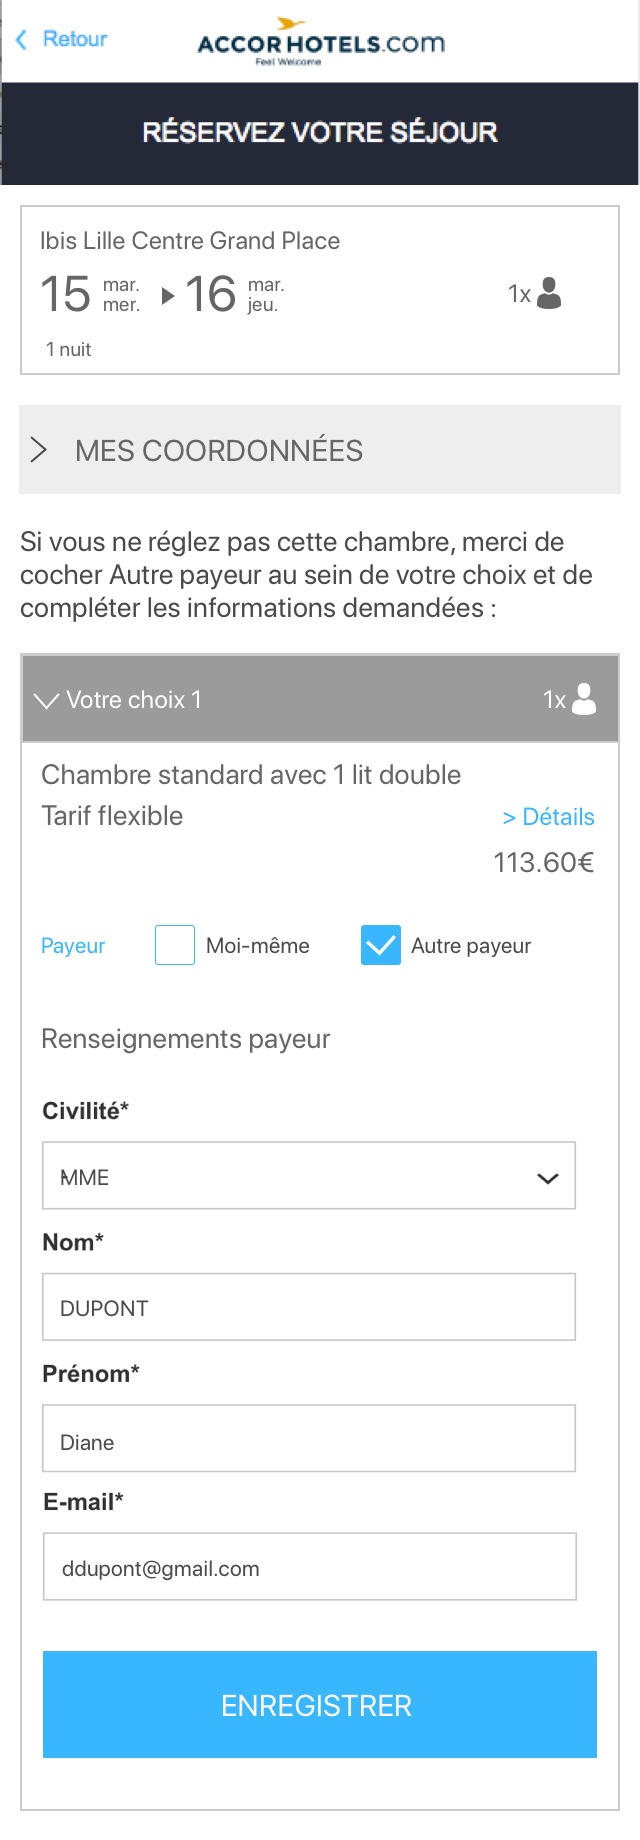 Retour
ACCOR HOTELS.com
Feel Welcome
RÉSERVEZ VOTRE SÉJOUR
Ibis Lille Centre Grand Place
15 mar. mer. 16 mar. jeu.
1x
1 nuit
MES COORDONNÉES
Si vous ne réglez pas cette chambre, merci de
cocher Autre payeur au sein de votre choix et de
compléter les informations demandées :
Votre choix 1 1x
Chambre standard avec 1 lit double
Tarif flexible > Détails
113.60€
Payeur Moi-même Autre payeur
Renseignements payeur
Civilité*
MME
Nom*
DUPONT
Prénom*
Diane
E-mail*
ddupont@gmail.com
ENREGISTRER